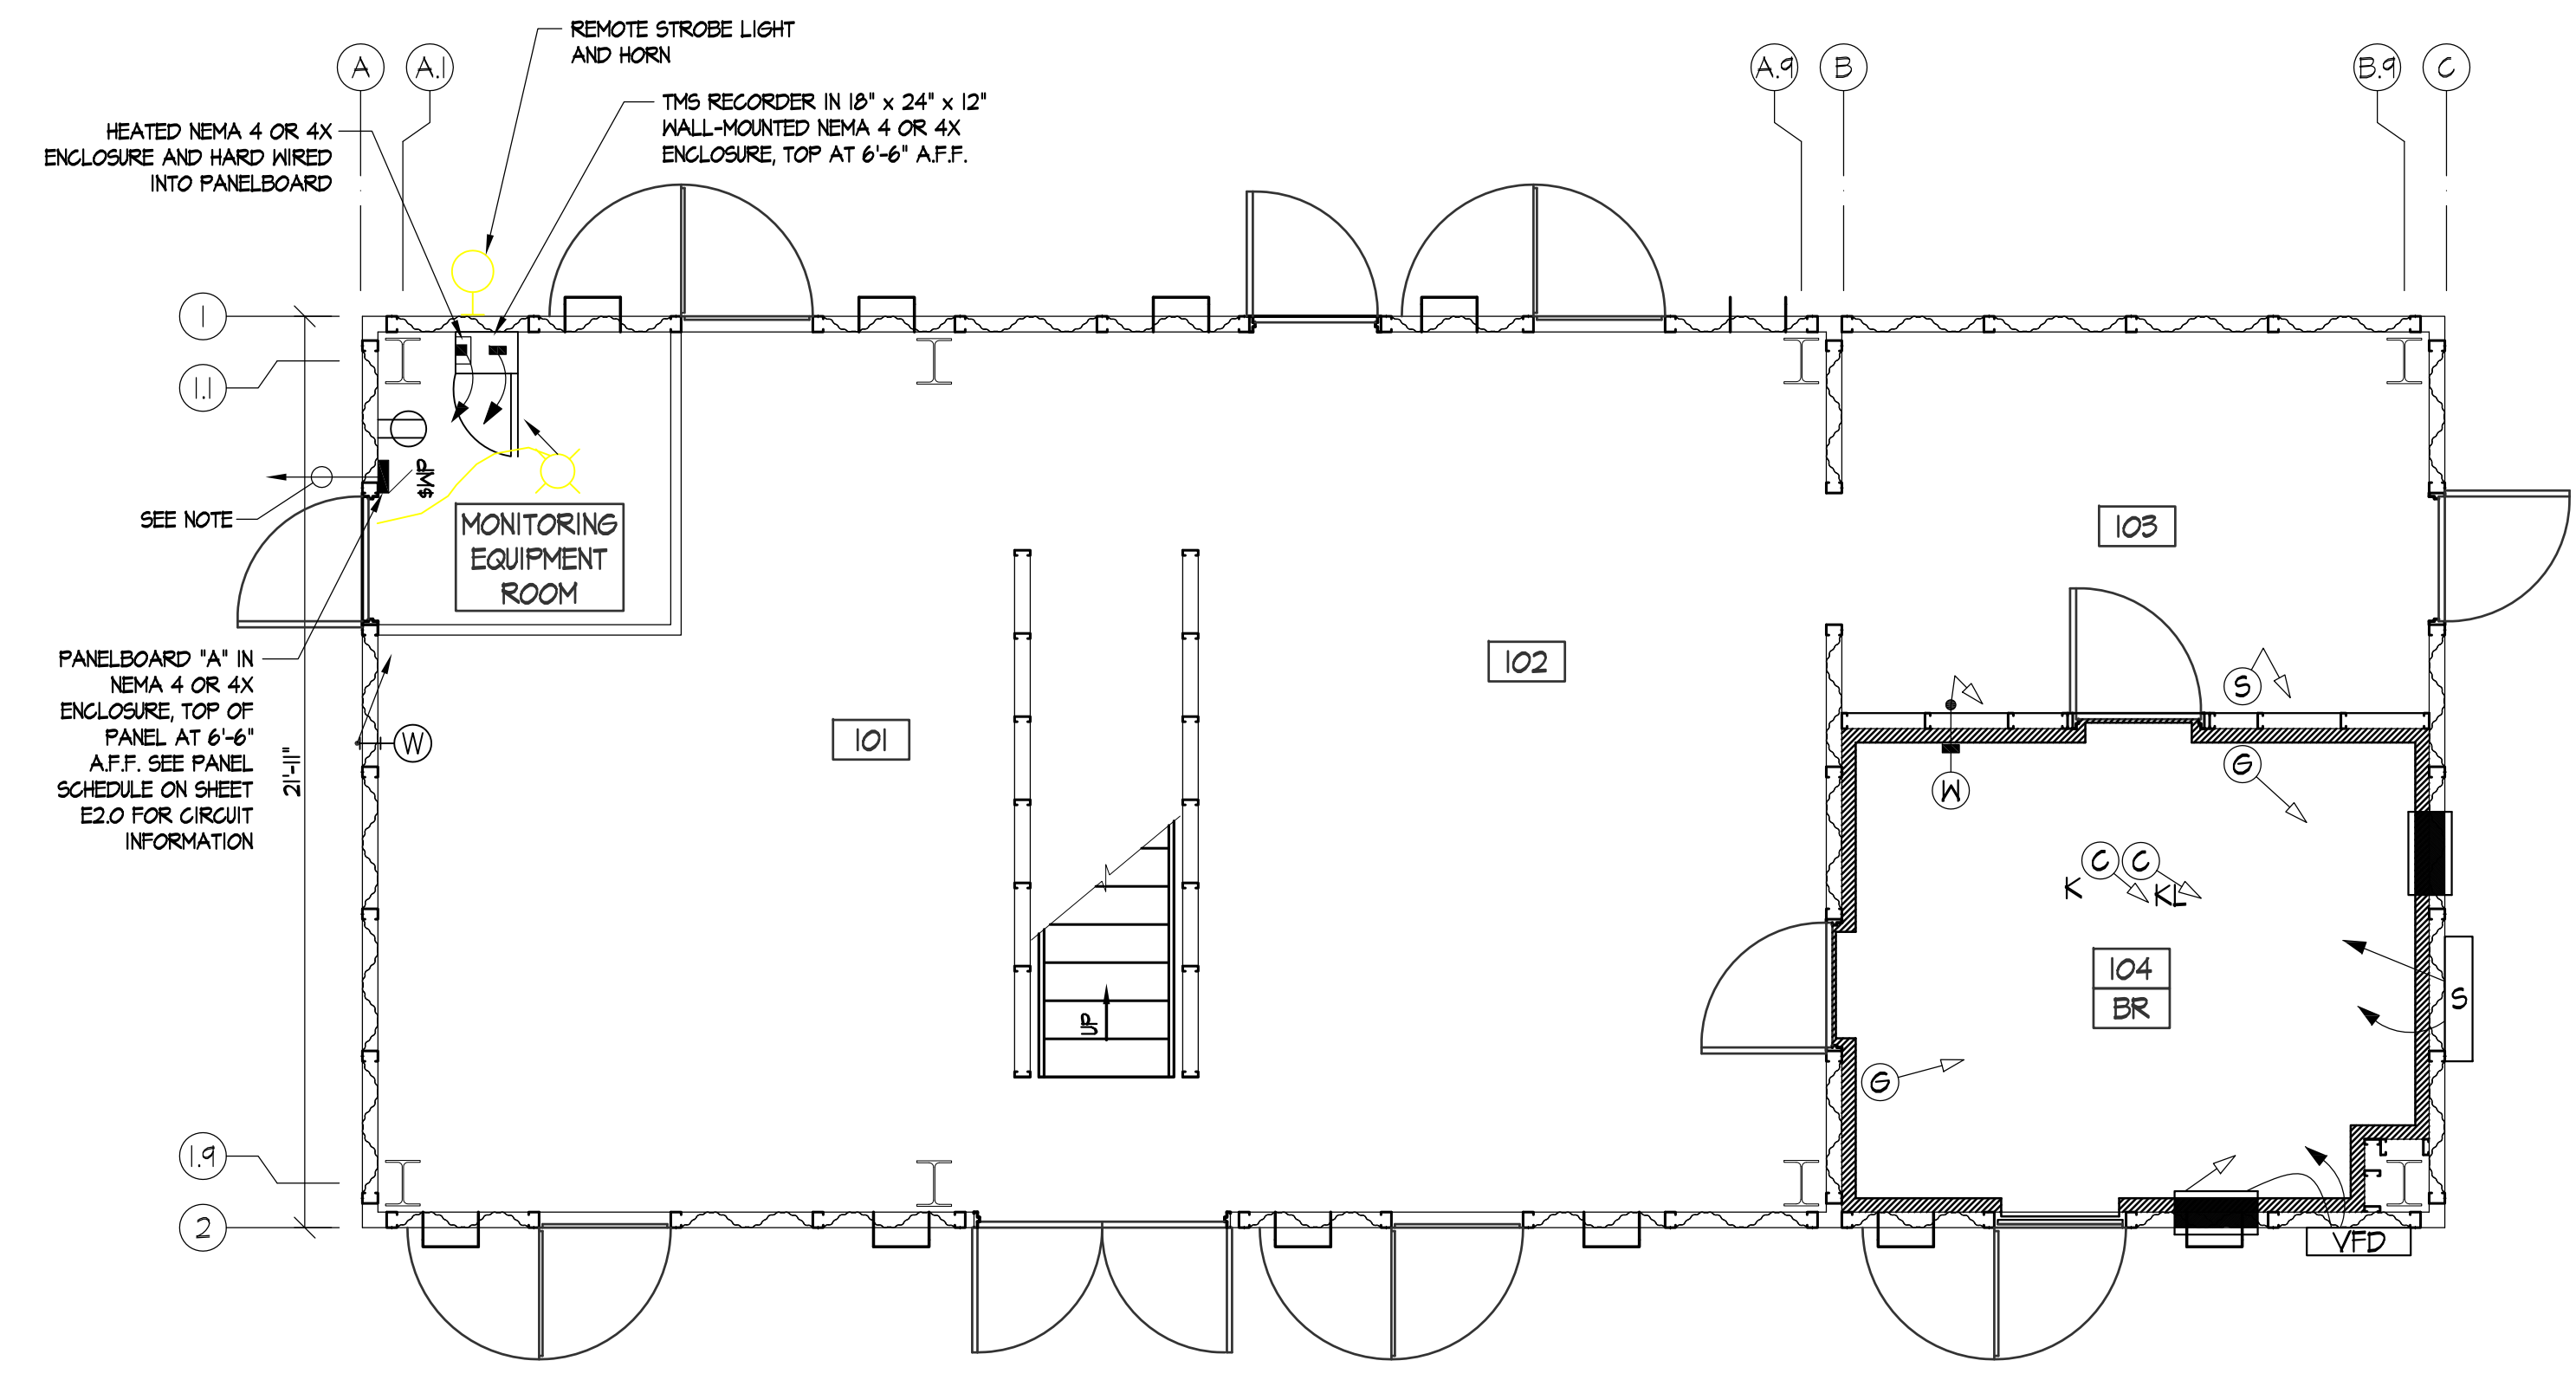 REMOTE STROBE LIGHT
AND HORN
A
A.1
A.9
B
B.9
C
TMS RECORDER IN 18" x 24" x 12"
WALL-MOUNTED NEMA 4 OR 4X
ENCLOSURE, TOP AT 6'-6" A.F.F.
HEATED NEMA 4 OR 4X
ENCLOSURE AND HARD WIRED
INTO PANELBOARD
1
1.1
$MP
SEE NOTE
MONITORING
EQUIPMENT
ROOM
103
PANELBOARD "A" IN
NEMA 4 OR 4X
ENCLOSURE, TOP OF
PANEL AT 6'-6"
A.F.F. SEE PANEL
SCHEDULE ON SHEET
E2.0 FOR CIRCUIT
INFORMATION
21'-11"
W
101
102
S
G
W
C
C
K
KL
104
BR
S
UP
G
1.9
2
VFD